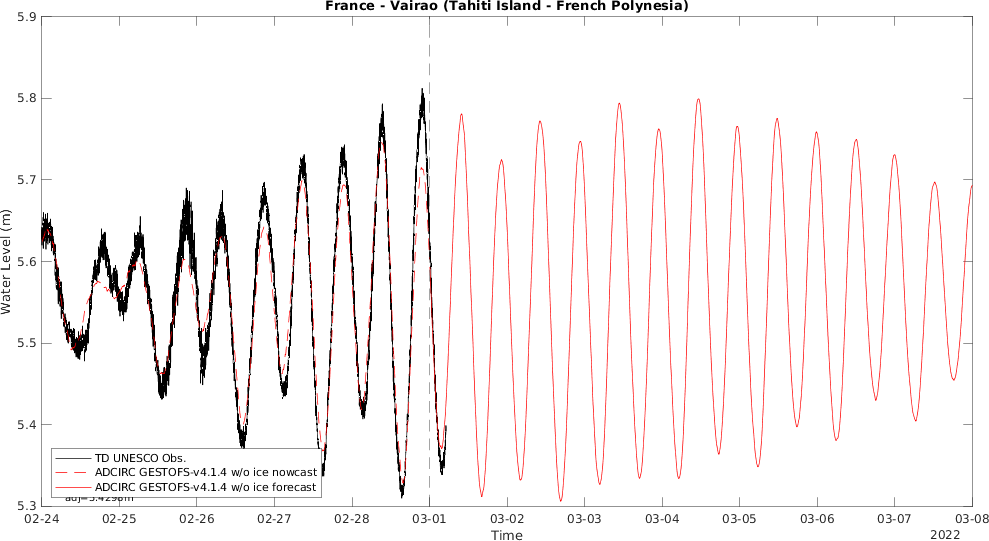 France - Vairao (Tahiti Island - French Polynesia)
5.9
5.8
5.7
5.6
5.5
5.4
5.3
Water Level (m)
TD UNESCO Obs.
ADCIRC GESTOFS-v4.1.4 w/o ice nowcast
ADCIRC GESTOFS-v4.1.4 w/o ice forecast
02-24 02-25 02-26 02-27 02-28 03-01 03-02 03-03 03-04 03-05 03-06 03-07 03-08
Time
2022